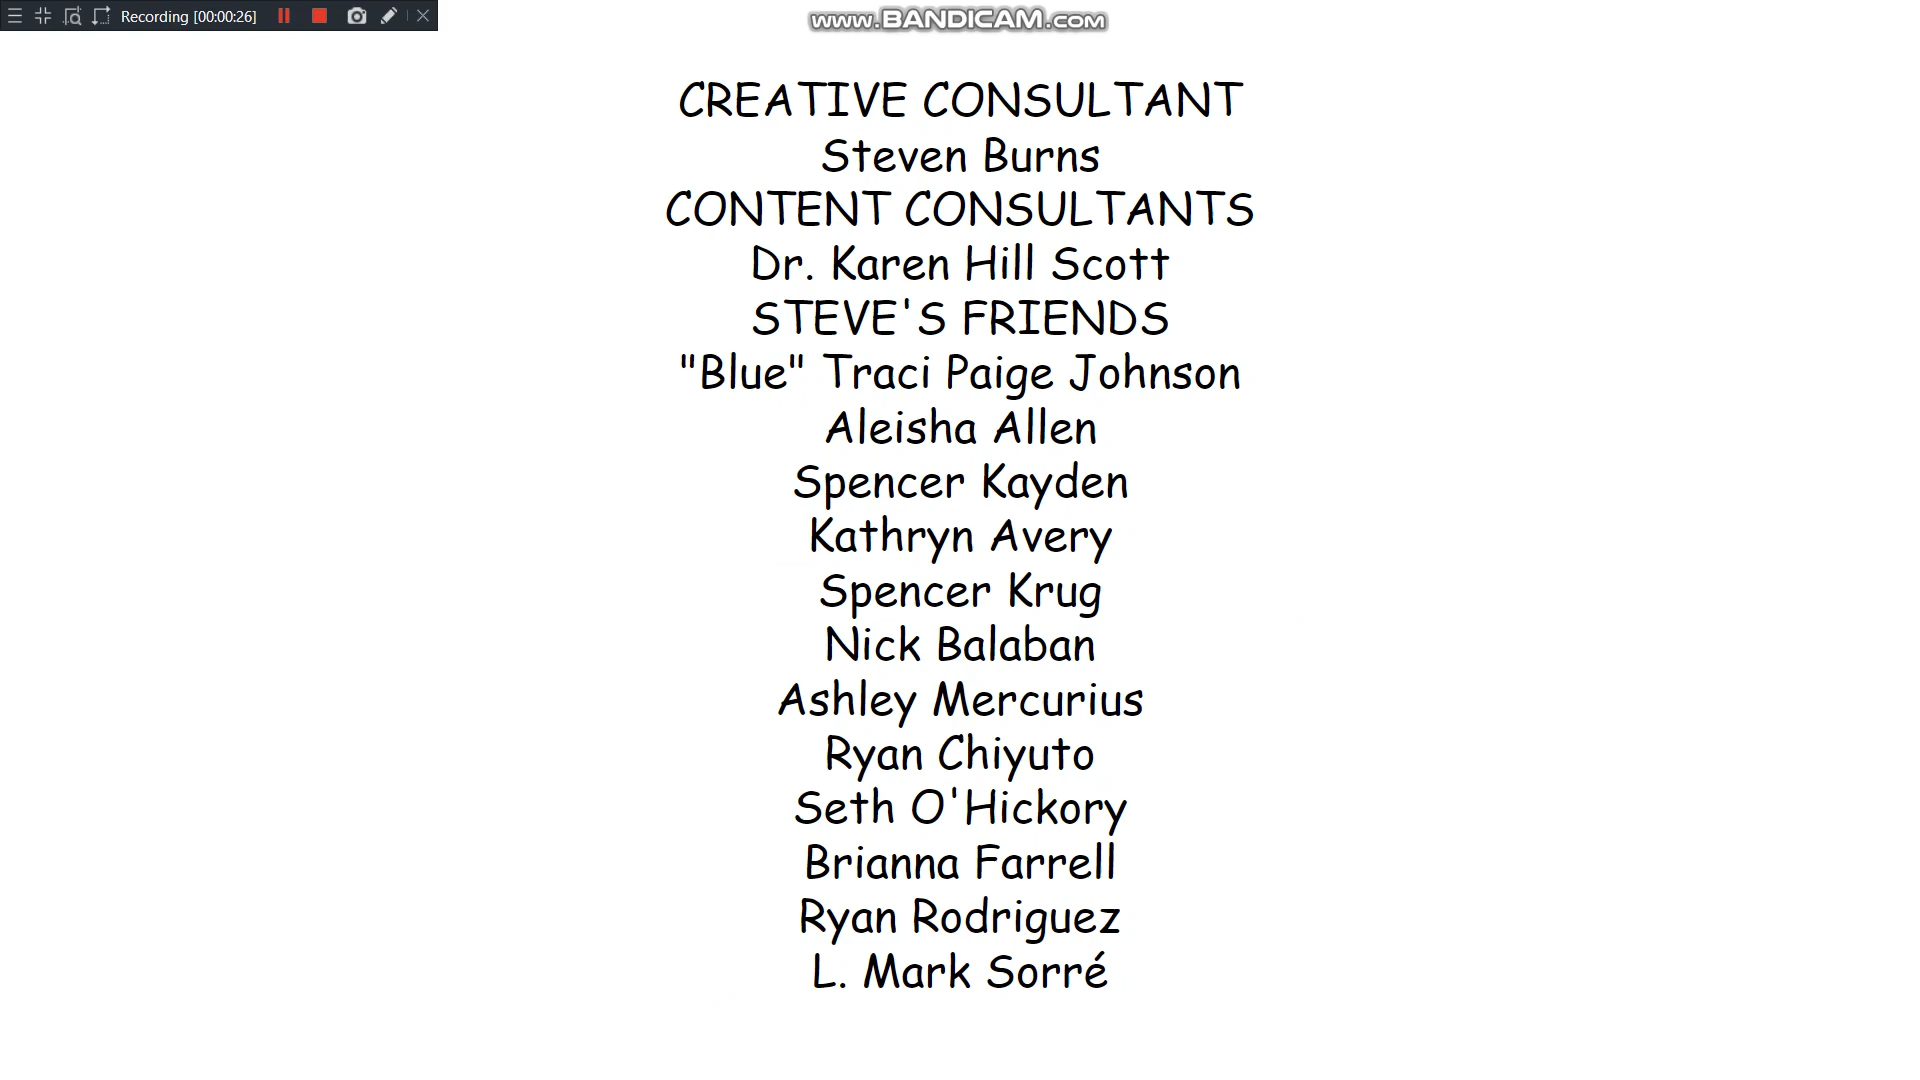 Recording [00:00:26]
www.BANDICAM.com
CREATIVE CONSULTANT
Steven Burns
CONTENT CONSULTANTS
Dr. Karen Hill Scott
STEVE'S FRIENDS
"Blue" Traci Paige Johnson
Aleisha Allen
Spencer Kayden
Kathryn Avery
Spencer Krug
Nick Balaban
Ashley Mercurius
Ryan Chiyuto
Seth O'Hickory
Brianna Farrell
Ryan Rodriguez
L. Mark Sorré